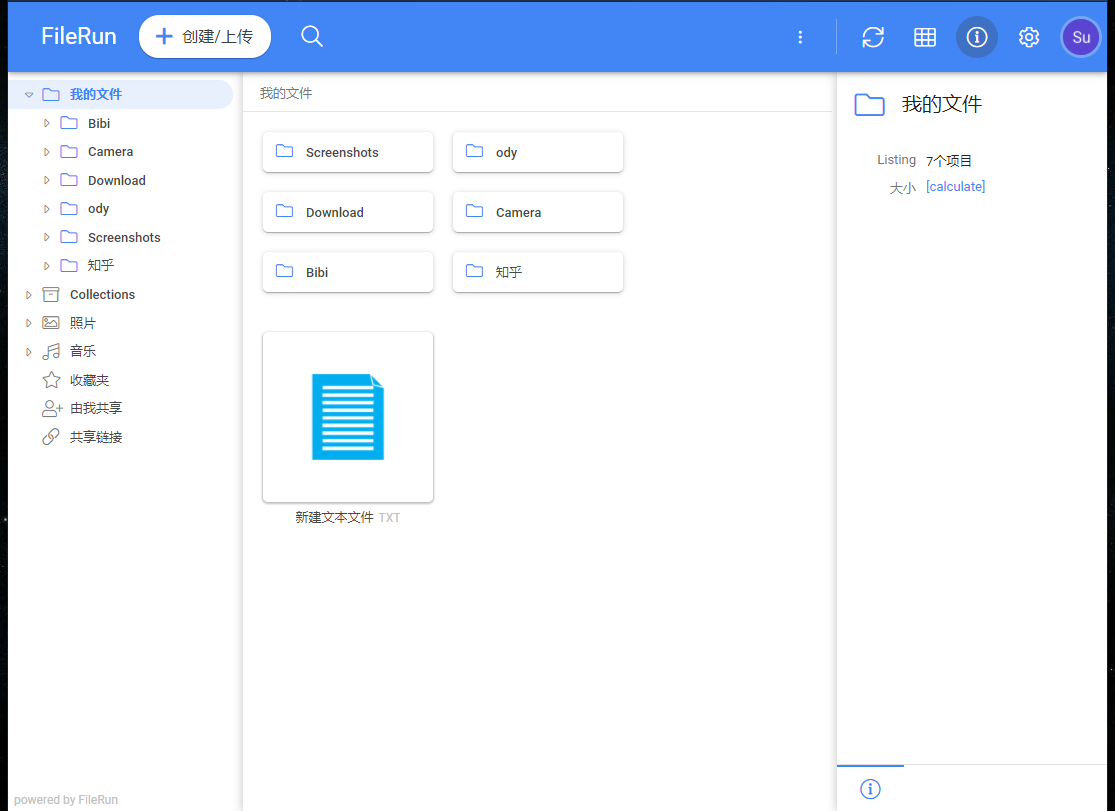 FileRun
创建/上传
Su
我的文件
Bibi
Camera
Download
ody
Screenshots
知乎
Collections
照片
音乐
收藏夹
由我共享
共享链接
powered by FileRun
我的文件
Screenshots
ody
Download
Camera
Bibi
知乎
新建文本文件 TXT
我的文件
Listing 7个项目
大小 [calculate]